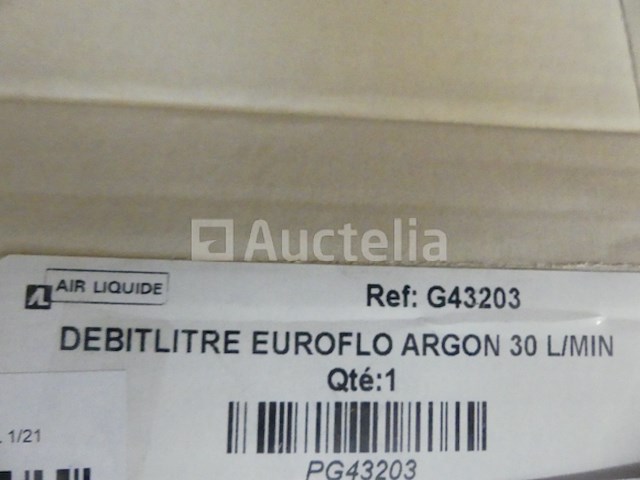 Auctelia
AIR LIQUIDE
Ref: G43203
DEBITLITRE EUROFLO ARGON 30 L/MIN
Qté:1
1/21
PG43203